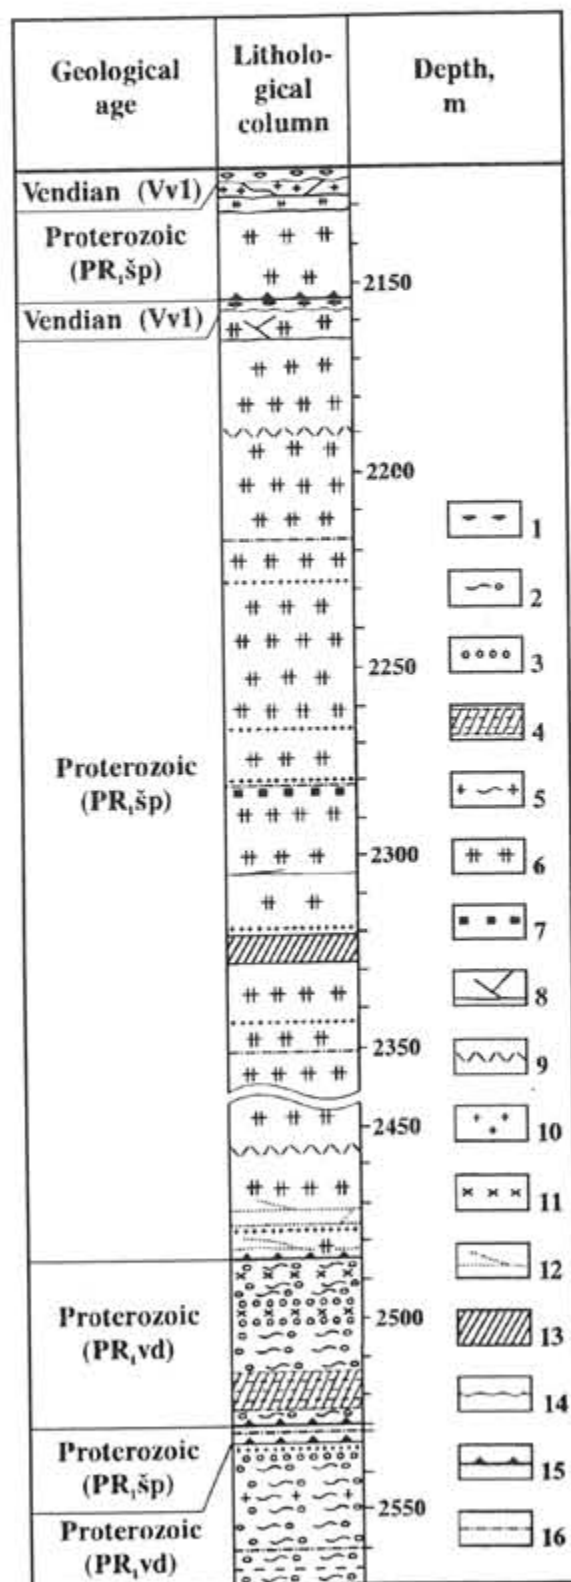 Geological
age
Litholo-
gical
column
Depth,
m
Vendian (Vv1)
Proterozoic
(PR₁šp)
2150
Vendian (Vv1)
2200
1
2
2250
3
4
Proterozoic
(PR₁šp)
5
2300
6
7
8
2350
9
2450
10
11
12
Proterozoic
(PR₁vd)
2500
13
14
Proterozoic
(PR₁šp)
15
2550
16
Proterozoic
(PR₁vd)